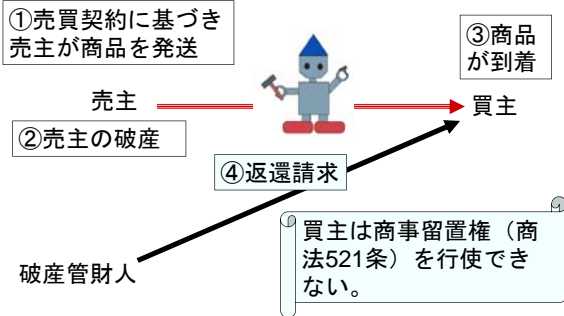 ①売買契約に基づき
売主が商品を発送
③商品
が到着
売主
買主
②売主の破産
④返還請求
買主は商事留置権（商
法521条）を行使でき
ない。
破産管財人